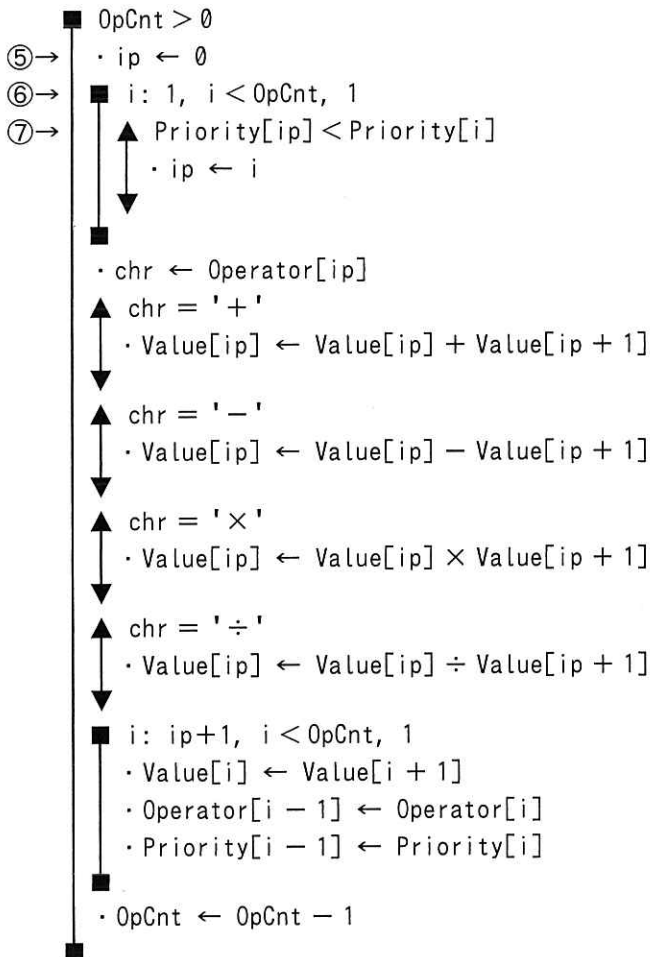 ■ OpCnt > 0
⑤→ ・ip ← 0
⑥→ ■ i: 1, i < OpCnt, 1
⑦→ ▲ Priority[ip] < Priority[i]
・ip ← i
▼
■
・chr ← Operator[ip]
▲ chr = '+'
・Value[ip] ← Value[ip] + Value[ip + 1]
▼
▲ chr = '－'
・Value[ip] ← Value[ip] － Value[ip + 1]
▼
▲ chr = '×'
・Value[ip] ← Value[ip] × Value[ip + 1]
▼
▲ chr = '÷'
・Value[ip] ← Value[ip] ÷ Value[ip + 1]
▼
■ i: ip+1, i < OpCnt, 1
・Value[i] ← Value[i + 1]
・Operator[i － 1] ← Operator[i]
・Priority[i － 1] ← Priority[i]
■
・OpCnt ← OpCnt － 1
■